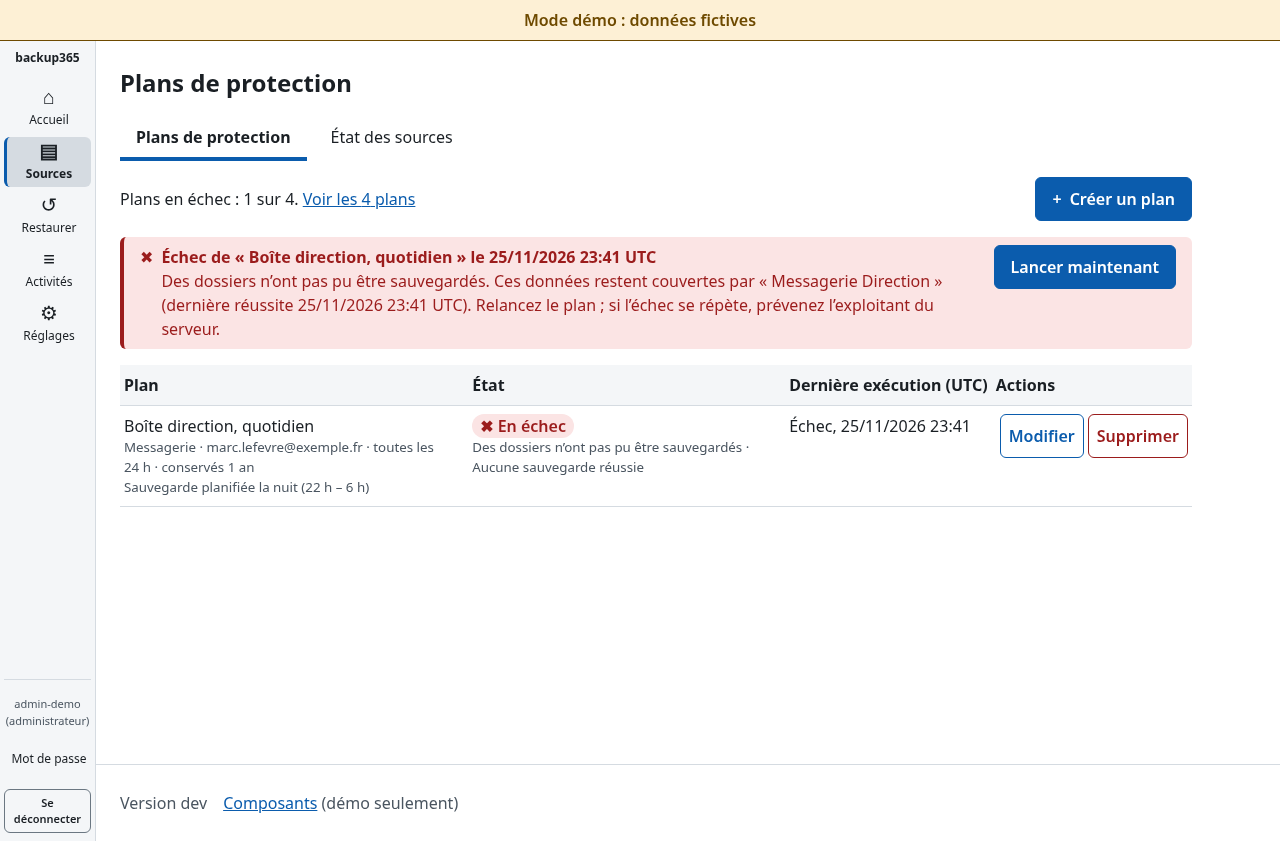 Mode démo : données fictives
backup365
Accueil
Sources
Restaurer
Activités
Réglages
admin-demo
(administrateur)
Mot de passe
Se
déconnecter
Plans de protection
Plans de protection
État des sources
Plans en échec : 1 sur 4. Voir les 4 plans
+ Créer un plan
✖ Échec de « Boîte direction, quotidien » le 25/11/2026 23:41 UTC
Des dossiers n’ont pas pu être sauvegardés. Ces données restent couvertes par « Messagerie Direction »
(dernière réussite 25/11/2026 23:41 UTC). Relancez le plan ; si l’échec se répète, prévenez l’exploitant du
serveur.
Lancer maintenant
Plan État Dernière exécution (UTC) Actions
Boîte direction, quotidien
Messagerie · marc.lefevre@exemple.fr · toutes les
24 h · conservés 1 an
Sauvegarde planifiée la nuit (22 h – 6 h)
✖ En échec
Des dossiers n’ont pas pu être sauvegardés ·
Aucune sauvegarde réussie
Échec, 25/11/2026 23:41
Modifier
Supprimer
Version dev Composants (démo seulement)